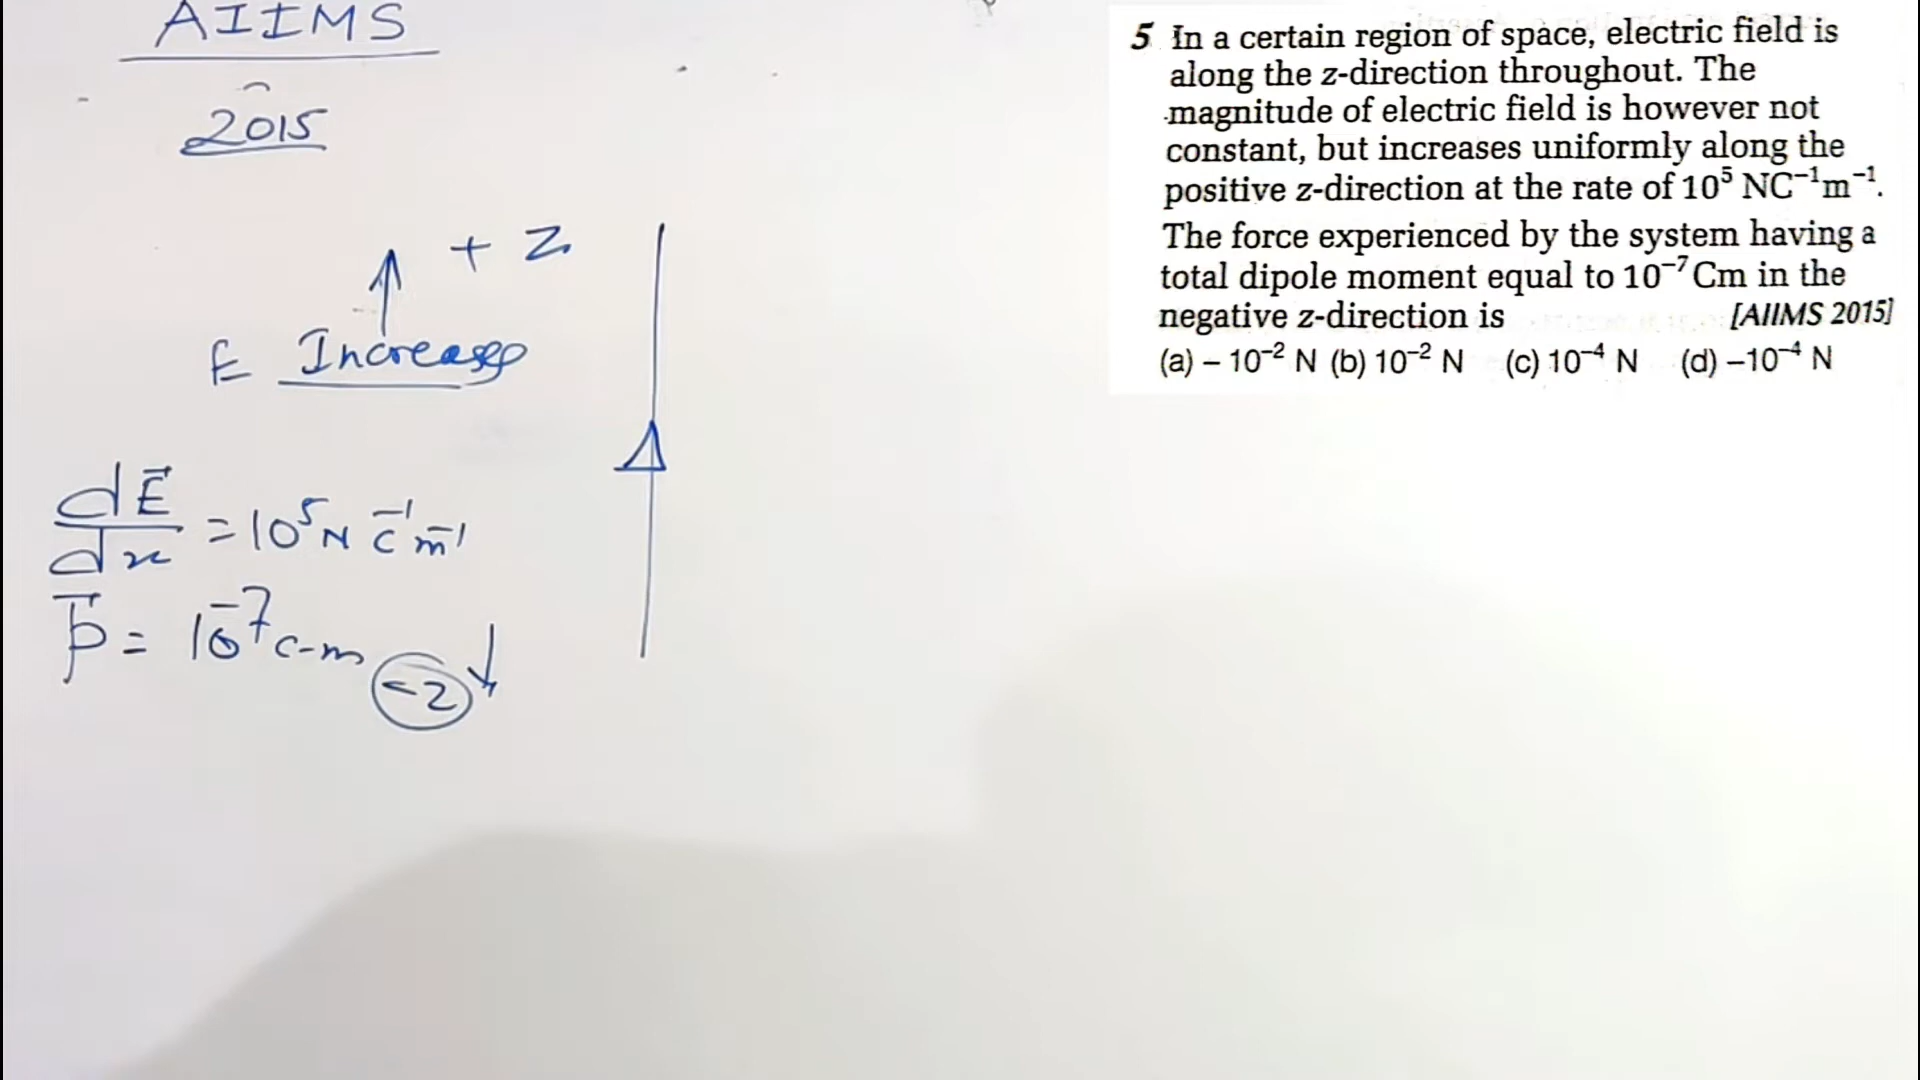 AIIMS
2015
+ Z
E Increases
dE⃗/dx = 10⁵ N C⁻¹ m⁻¹
p⃗ = 10⁻⁷ c-m -z
5 In a certain region of space, electric field is
along the z-direction throughout. The
magnitude of electric field is however not
constant, but increases uniformly along the
positive z-direction at the rate of 10⁵ NC⁻¹m⁻¹.
The force experienced by the system having a
total dipole moment equal to 10⁻⁷ Cm in the
negative z-direction is [AIIMS 2015]
(a) – 10⁻² N (b) 10⁻² N (c) 10⁻⁴ N (d) –10⁻⁴ N